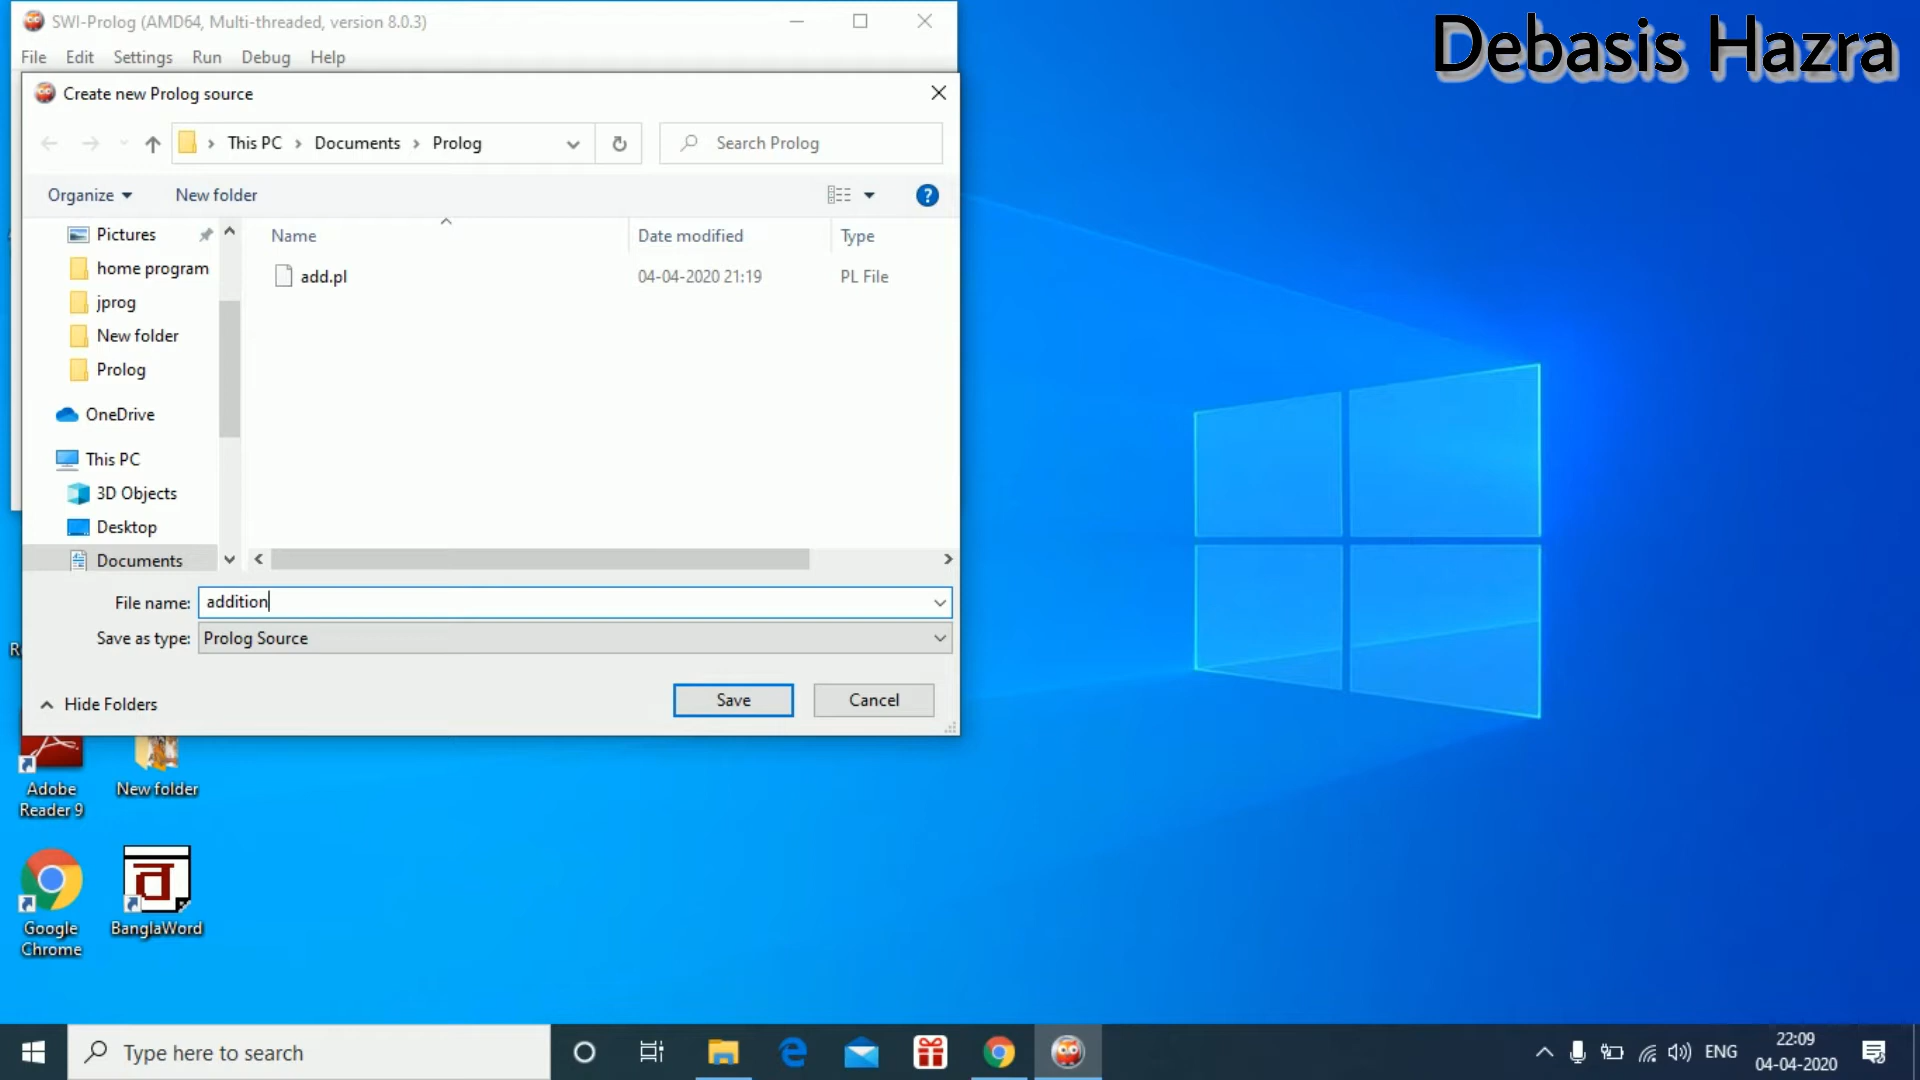 Debasis Hazra
SWI-Prolog (AMD64, Multi-threaded, version 8.0.3)
File Edit Settings Run Debug Help
Create new Prolog source
This PC › Documents › Prolog
Search Prolog
Organize New folder
Name Date modified Type
add.pl 04-04-2020 21:19 PL File
Pictures
home program
jprog
New folder
Prolog
OneDrive
This PC
3D Objects
Desktop
Documents
File name: addition
Save as type: Prolog Source
Hide Folders
Save Cancel
Adobe
Reader 9
New folder
Google
Chrome
BanglaWord
Type here to search
ENG
22:09
04-04-2020